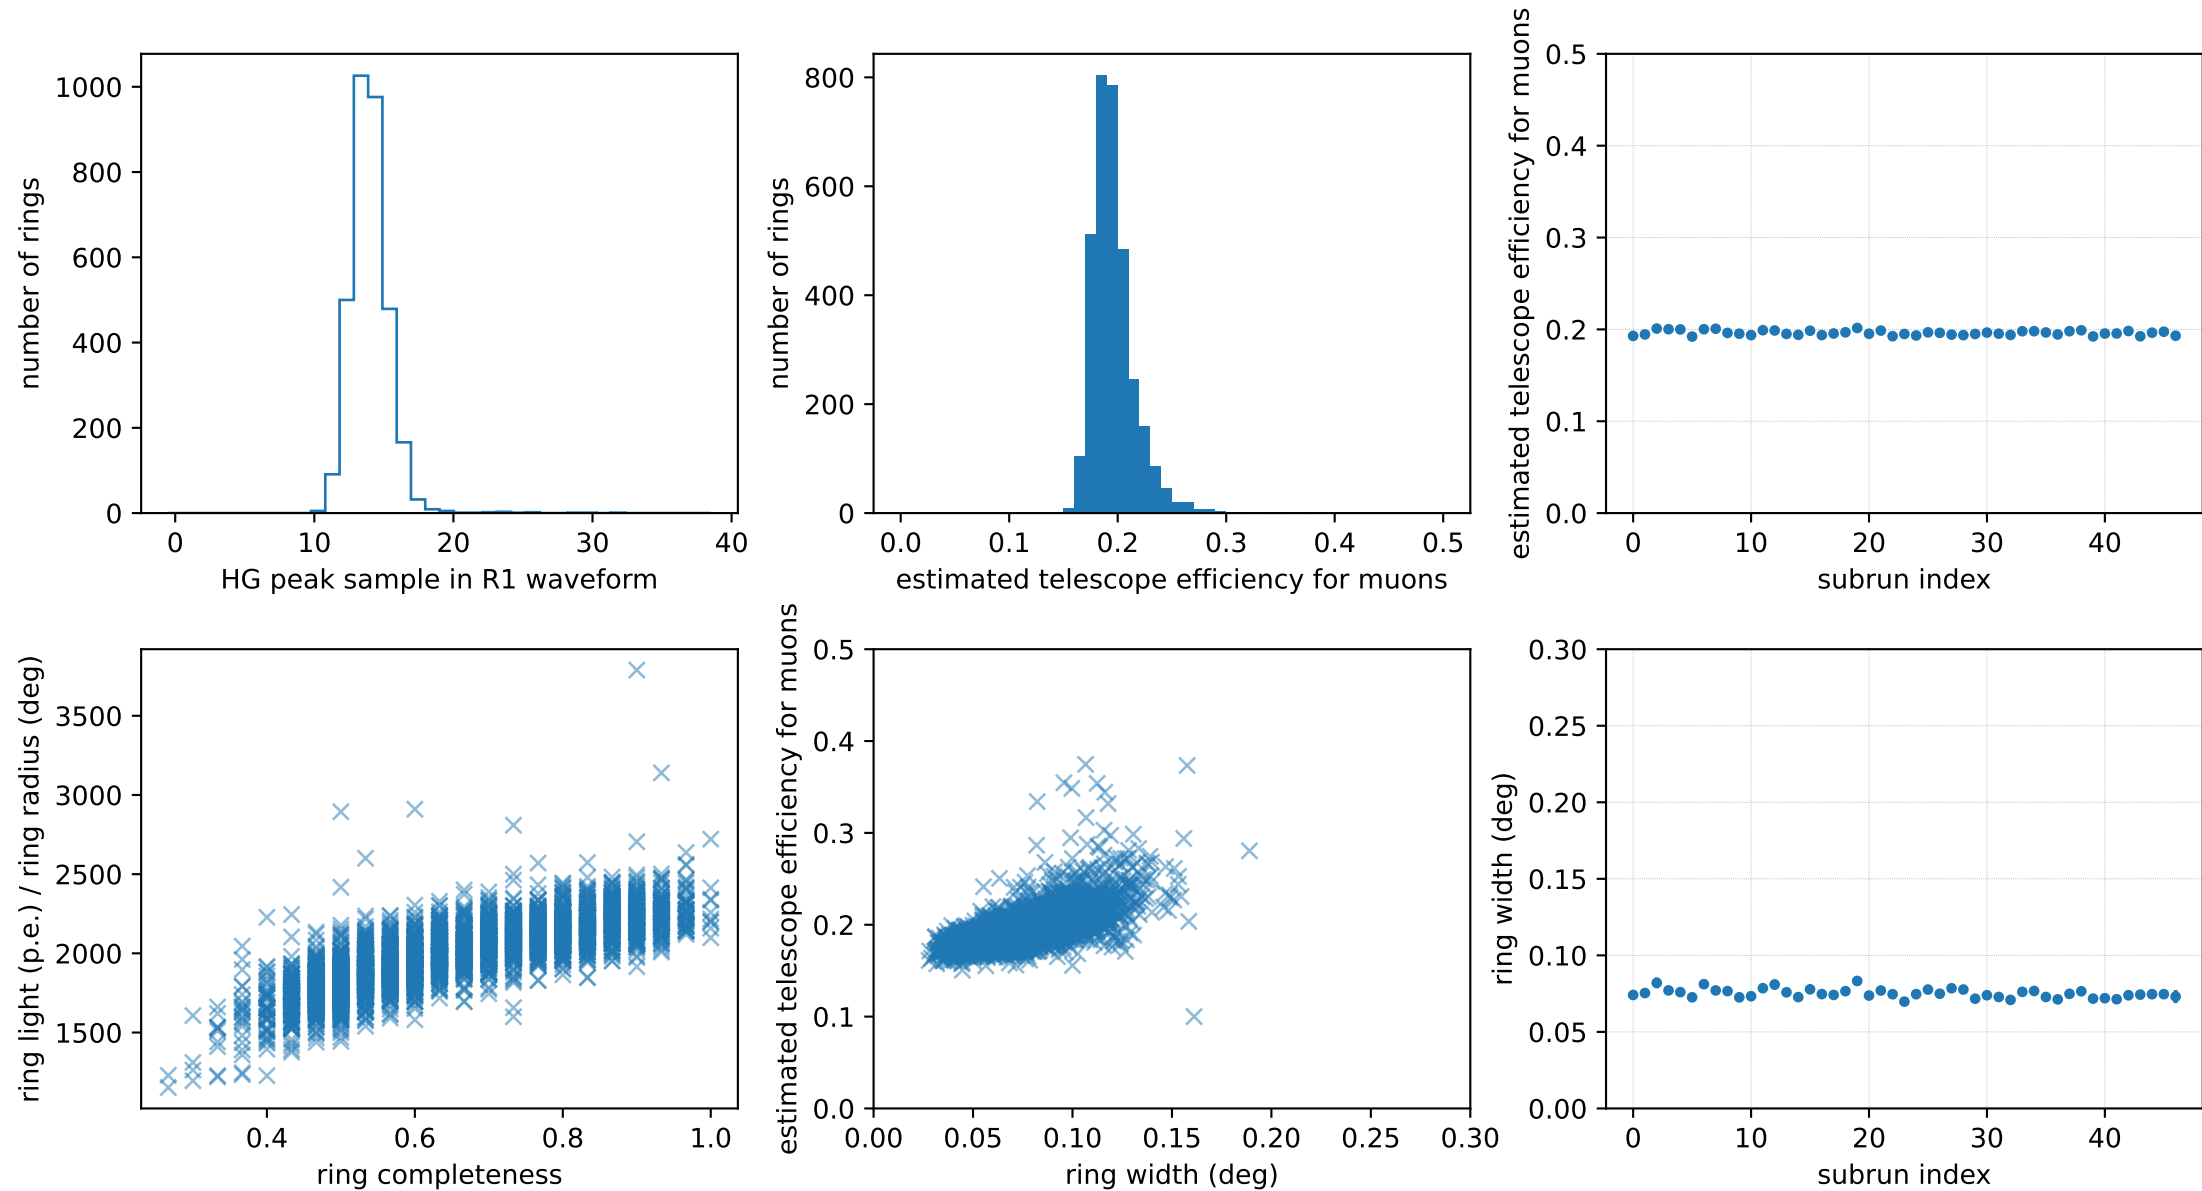 number of rings
1000
800
600
400
200
0
0 10 20 30 40
HG peak sample in R1 waveform
number of rings
800
600
400
200
0
0.0 0.1 0.2 0.3 0.4 0.5
estimated telescope efficiency for muons
estimated telescope efficiency for muons
0.5
0.4
0.3
0.2
0.1
0.0
0 10 20 30 40
subrun index
ring light (p.e.) / ring radius (deg)
3500
3000
2500
2000
1500
0.4 0.6 0.8 1.0
ring completeness
estimated telescope efficiency for muons
0.5
0.4
0.3
0.2
0.1
0.0
0.00 0.05 0.10 0.15 0.20 0.25 0.30
ring width (deg)
ring width (deg)
0.30
0.25
0.20
0.15
0.10
0.05
0.00
0 10 20 30 40
subrun index